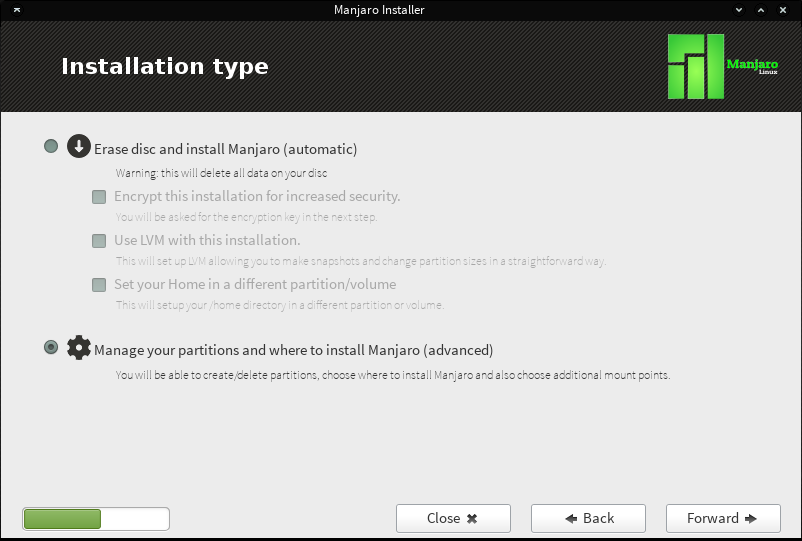 Manjaro Installer
Installation type
Manjaro
Linux
Erase disc and install Manjaro (automatic)
Warning: this will delete all data on your disc
Encrypt this installation for increased security.
You will be asked for the encryption key in the next step.
Use LVM with this installation.
This will set up LVM allowing you to make snapshots and change partition sizes in a straightforward way.
Set your Home in a different partition/volume
This will setup your /home directory in a different partition or volume.
Manage your partitions and where to install Manjaro (advanced)
You will be able to create/delete partitions, choose where to install Manjaro and also choose additional mount points.
Close Back Forward